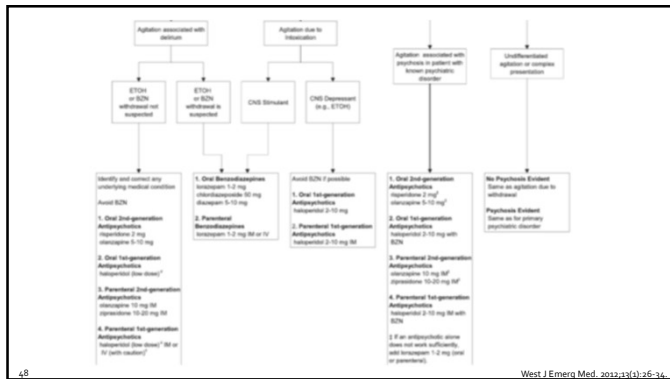 Agitation associated with
delirium
Agitation due to
Intoxication
Agitation associated with
psychosis in patient with
known psychiatric
disorder
Undifferentiated
agitation or complex
presentation
ETOH
or BZN
withdrawal not
suspected
ETOH
or BZN
withdrawal is
suspected
CNS Stimulant
CNS Depressant
(e.g., ETOH)
Identify and correct any
underlying medical condition
Avoid BZN
1. Oral 2nd-generation
Antipsychotics
risperidone 2 mg
olanzapine 5-10 mg
2. Oral 1st-generation
Antipsychotics
haloperidol (low dose)
3. Parenteral 2nd-generation
Antipsychotics
olanzapine 10 mg IM
ziprasidone 10-20 mg IM
4. Parenteral 1st-generation
Antipsychotics
haloperidol (low dose) IM or
IV (with caution)
1. Oral Benzodiazepines
lorazepam 1-2 mg
chlordiazepoxide 50 mg
diazepam 5-10 mg
2. Parenteral
Benzodiazepines
lorazepam 1-2 mg IM or IV
Avoid BZN if possible
1. Oral 1st-generation
Antipsychotics
haloperidol 2-10 mg
2. Parenteral 1st-generation
Antipsychotics
haloperidol 2-10 mg IM
1. Oral 2nd-generation
Antipsychotics
risperidone 2 mg
olanzapine 5-10 mg
2. Oral 1st-generation
Antipsychotics
haloperidol 2-10 mg with
BZN
3. Parenteral 2nd-generation
Antipsychotics
olanzapine 10 mg IM
ziprasidone 10-20 mg IM
4. Parenteral 1st-generation
Antipsychotics
haloperidol 2-10 mg IM with
BZN
If an antipsychotic alone
does not work sufficiently,
add lorazepam 1-2 mg (oral
or parenteral).
No Psychosis Evident
Same as agitation due to
withdrawal
Psychosis Evident
Same as for primary
psychiatric disorder
48
West J Emerg Med. 2012;13(1):26-34.